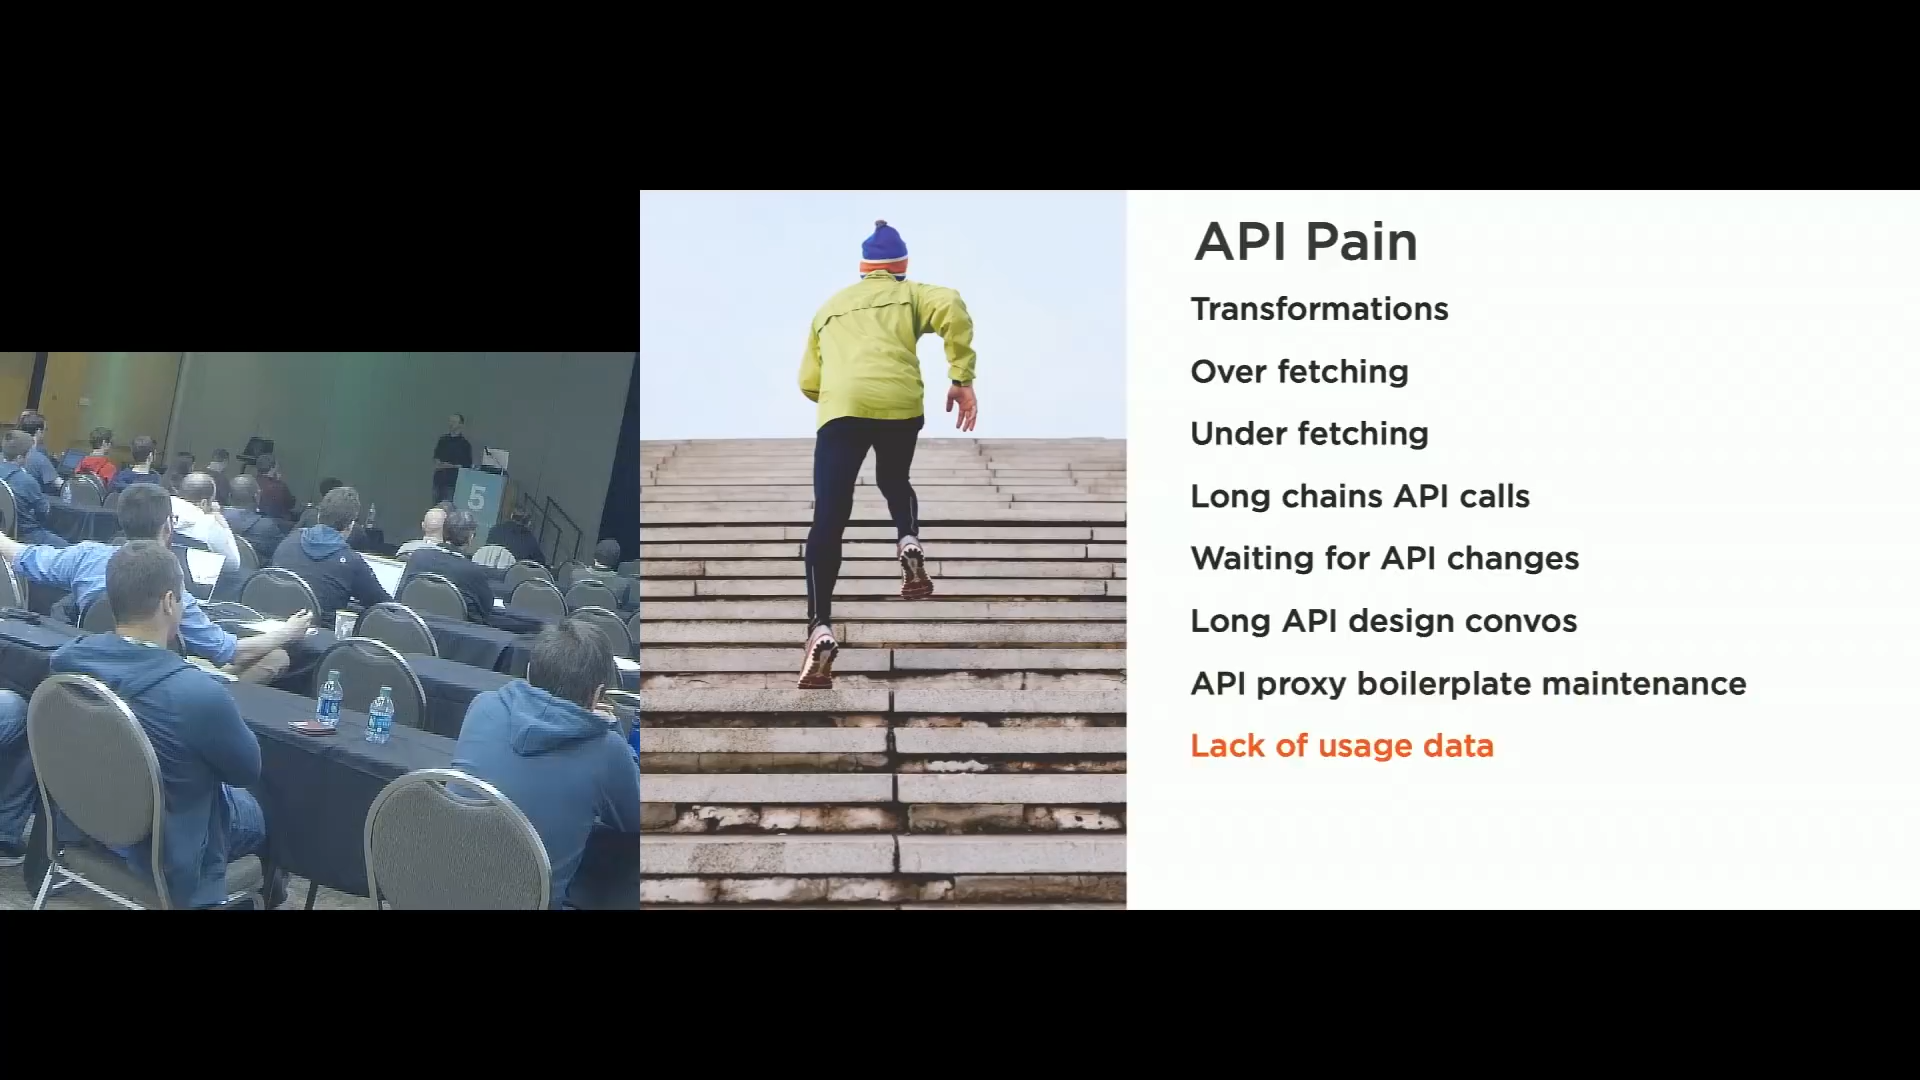 5
API Pain
Transformations
Over fetching
Under fetching
Long chains API calls
Waiting for API changes
Long API design convos
API proxy boilerplate maintenance
Lack of usage data